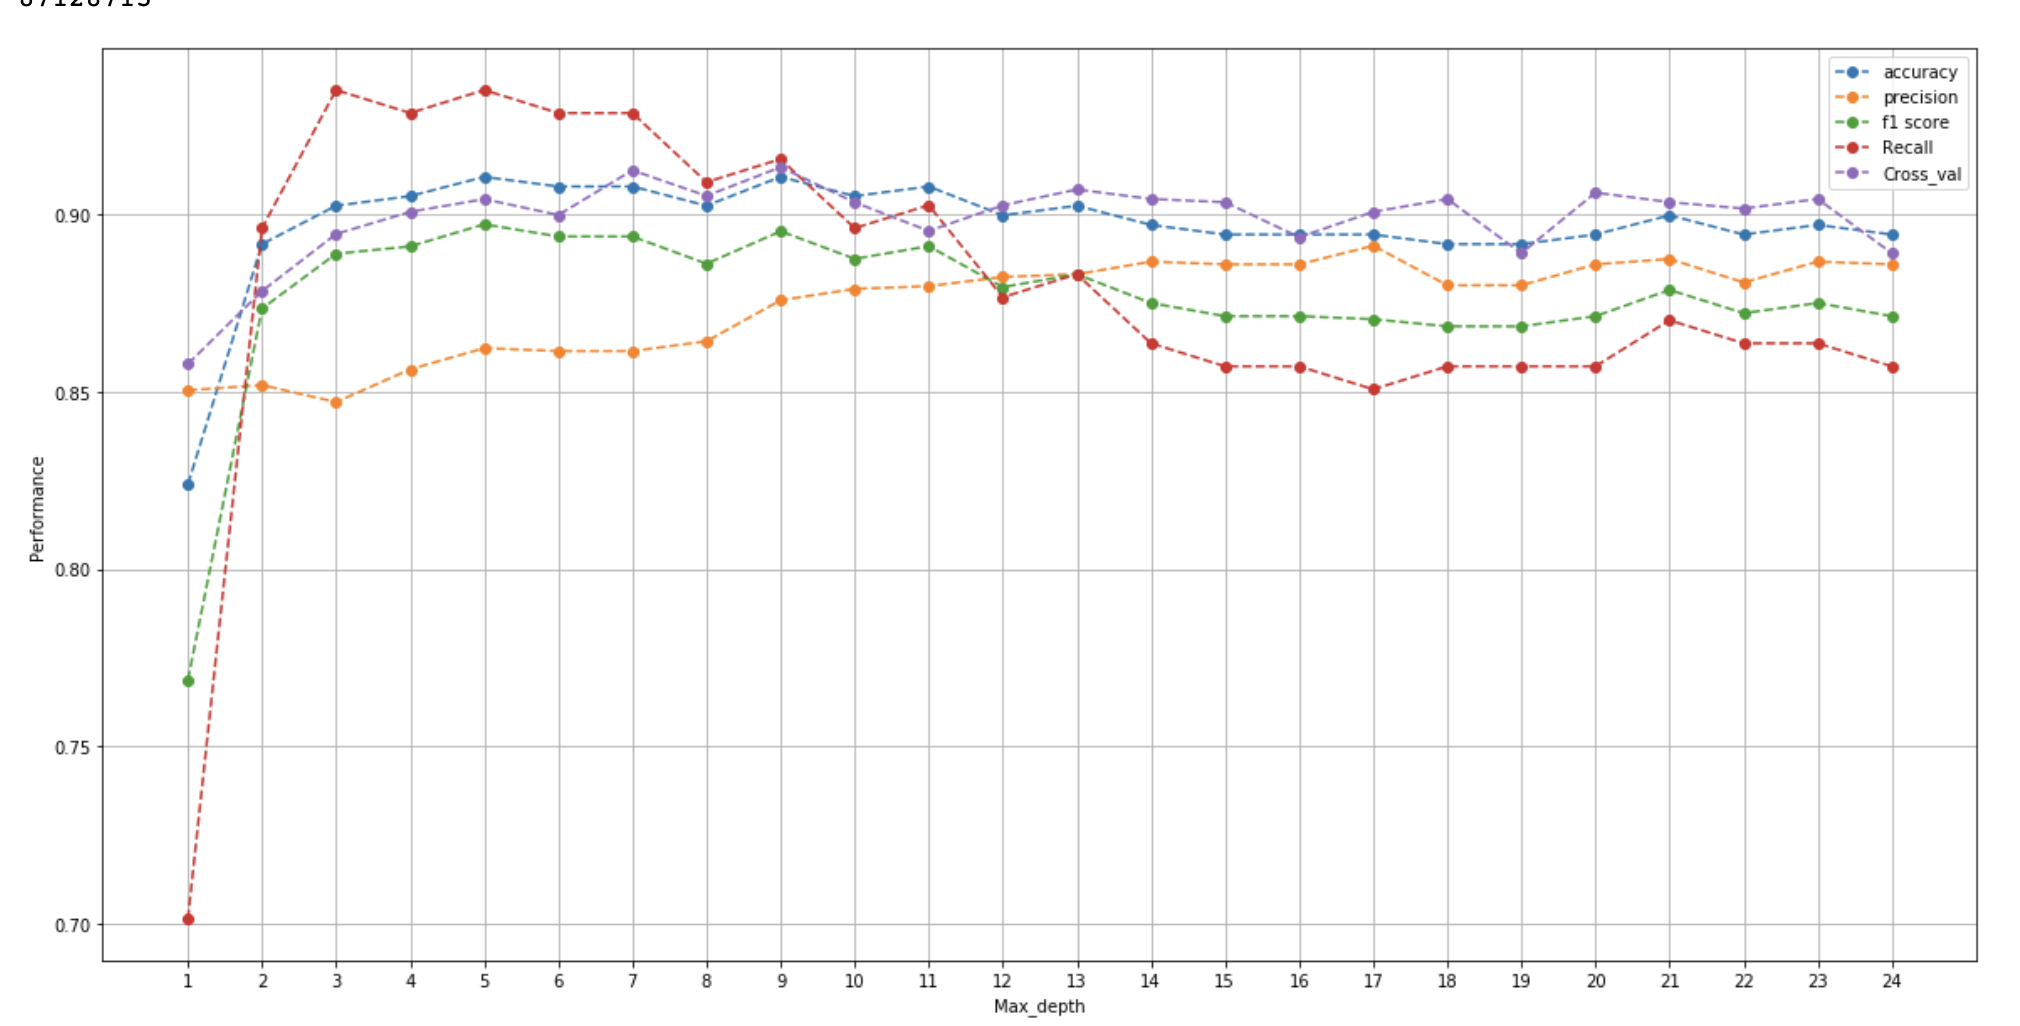 accuracy
precision
f1 score
Recall
Cross_val
0.90
0.85
0.80
0.75
0.70
Performance
1 2 3 4 5 6 7 8 9 10 11 12 13 14 15 16 17 18 19 20 21 22 23 24
Max_depth